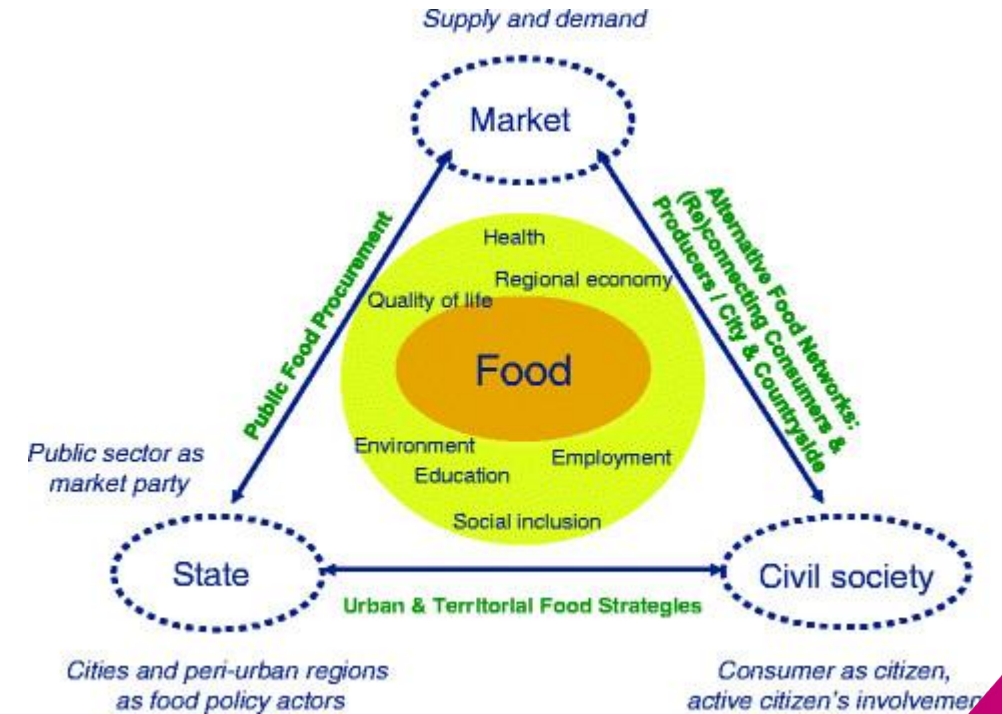 Supply and demand
Market
Public Food Procurement
Alternative Food Networks:
(Re)connecting Consumers &
Producers / City & Countryside
Health
Regional economy
Quality of life
Food
Environment
Employment
Education
Social inclusion
Public sector as
market party
State
Civil society
Urban & Territorial Food Strategies
Cities and peri-urban regions
as food policy actors
Consumer as citizen,
active citizen's involvemen